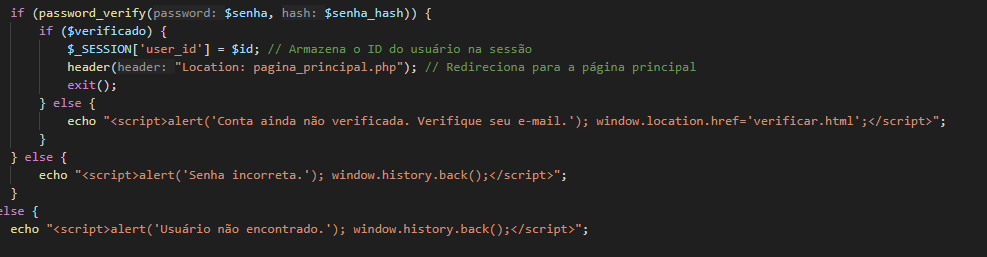 if (password_verify(password: $senha, hash: $senha_hash)) {
if ($verificado) {
$_SESSION['user_id'] = $id; // Armazena o ID do usuário na sessão
header(header: "Location: pagina_principal.php"); // Redireciona para a página principal
exit();
} else {
echo "<script>alert('Conta ainda não verificada. Verifique seu e-mail.'); window.location.href='verificar.html';</script>";
}
} else {
echo "<script>alert('Senha incorreta.'); window.history.back();</script>";
}
else {
echo "<script>alert('Usuário não encontrado.'); window.history.back();</script>";